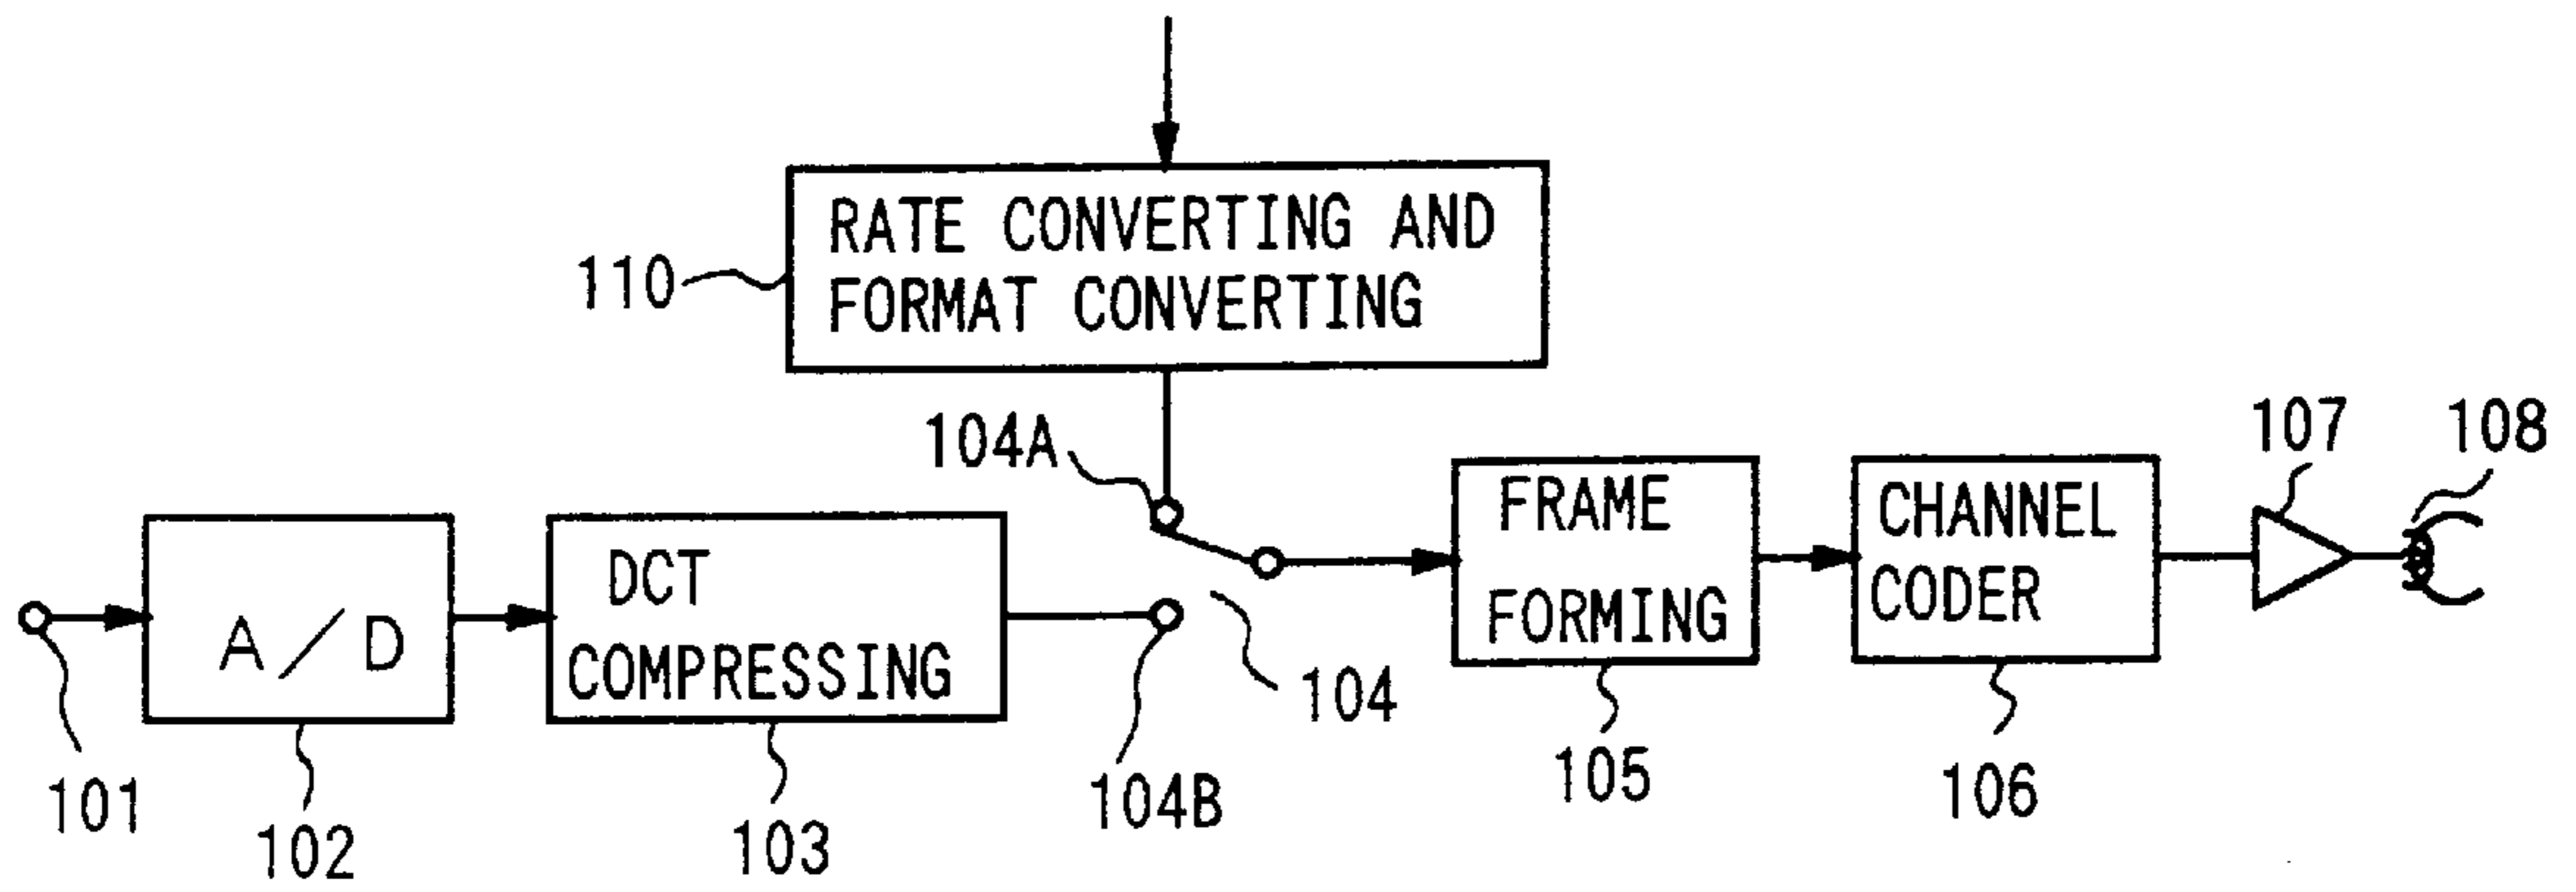 RATE CONVERTING AND
FORMAT CONVERTING
110
104A
107
108
FRAME
FORMING
CHANNEL
CODER
A/D
DCT
COMPRESSING
104
101
102
103
104B
105
106